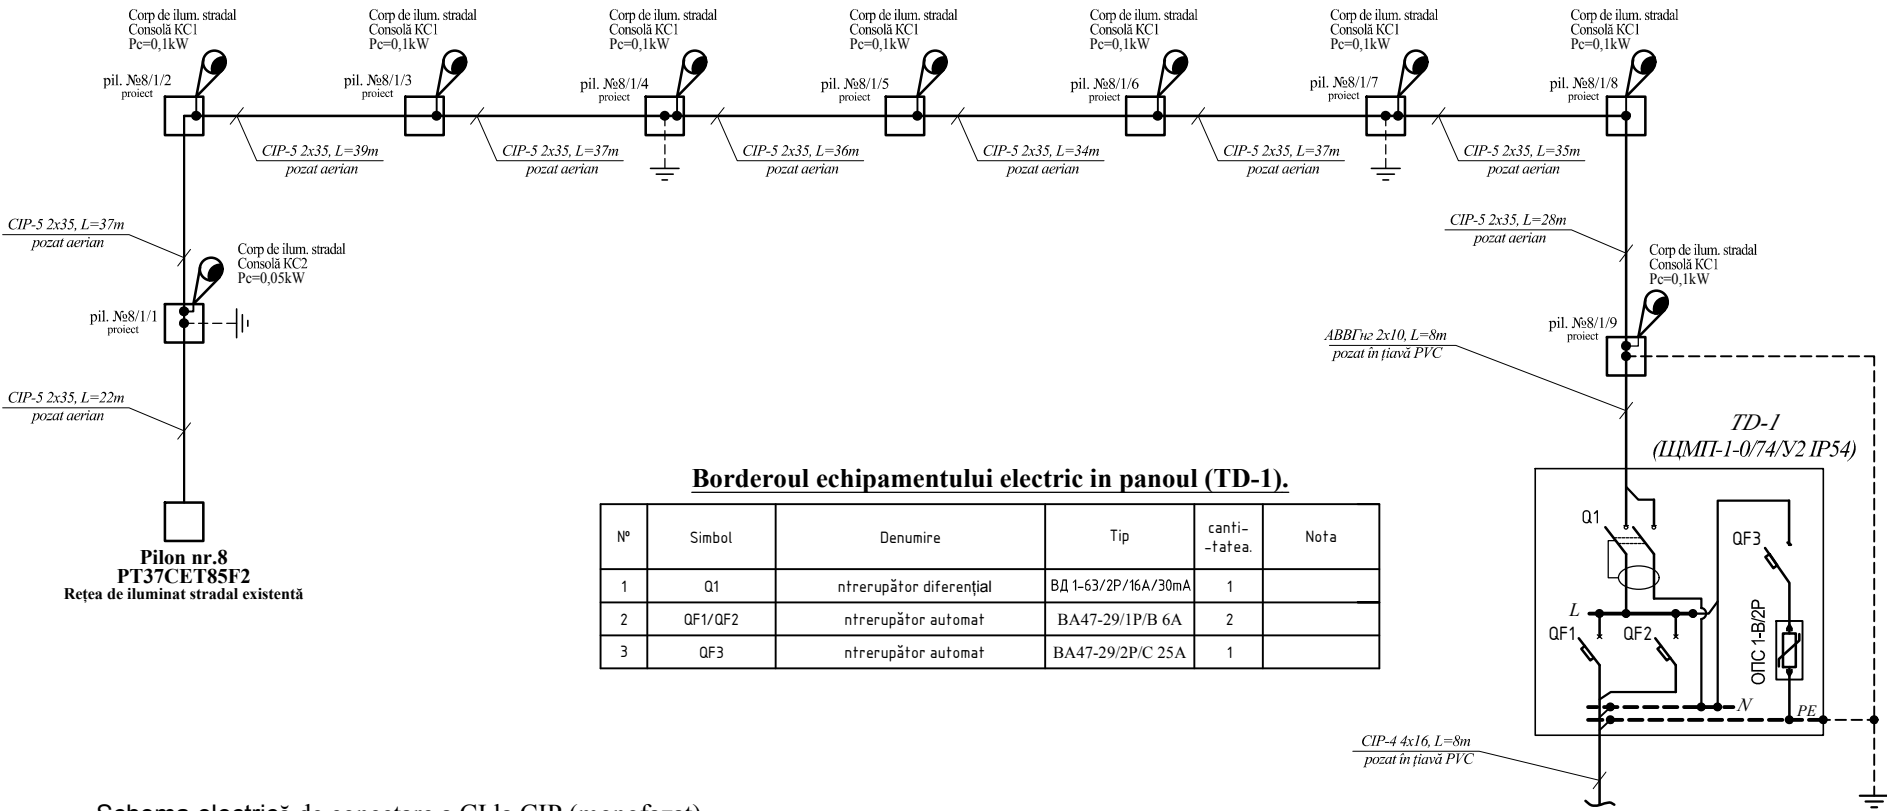 Corp de ilum. stradal
Consolă KC1
Pc=0,1kW
pil. №8/1/2
proiect
Corp de ilum. stradal
Consolă KC1
Pc=0,1kW
pil. №8/1/3
proiect
Corp de ilum. stradal
Consolă KC1
Pc=0,1kW
pil. №8/1/4
proiect
Corp de ilum. stradal
Consolă KC1
Pc=0,1kW
pil. №8/1/5
proiect
Corp de ilum. stradal
Consolă KC1
Pc=0,1kW
pil. №8/1/6
proiect
Corp de ilum. stradal
Consolă KC1
Pc=0,1kW
pil. №8/1/7
proiect
Corp de ilum. stradal
Consolă KC1
Pc=0,1kW
pil. №8/1/8
proiect
CIP-5 2x35, L=39m
pozat aerian
CIP-5 2x35, L=37m
pozat aerian
CIP-5 2x35, L=36m
pozat aerian
CIP-5 2x35, L=34m
pozat aerian
CIP-5 2x35, L=37m
pozat aerian
CIP-5 2x35, L=35m
pozat aerian
CIP-5 2x35, L=37m
pozat aerian
Corp de ilum. stradal
Consolă KC2
Pc=0,05kW
pil. №8/1/1
proiect
CIP-5 2x35, L=22m
pozat aerian
Pilon nr.8
PT37CET85F2
Rețea de iluminat stradal existentă
CIP-5 2x35, L=28m
pozat aerian
Corp de ilum. stradal
Consolă KC1
Pc=0,1kW
pil. №8/1/9
proiect
АВВГнг 2x10, L=8m
pozat în țiavă PVC
TD-1
(ЩМП-1-0/74/У2 IP54)
Borderoul echipamentului electric in panoul (TD-1).
Nº Simbol Denumire Tip canti- Nota
-tatea.
1 Q1 ntrerupător diferențial ВД 1-63/2P/16A/30mA 1
2 QF1/QF2 ntrerupător automat BA47-29/1P/B 6A 2
3 QF3 ntrerupător automat BA47-29/2P/C 25A 1
Q1
QF3
L
QF1
QF2
ОПС 1-В/2Р
N
PE
CIP-4 4x16, L=8m
pozat în țiavă PVC
Schema electrică de conectare a CI la CIP (monofazat)